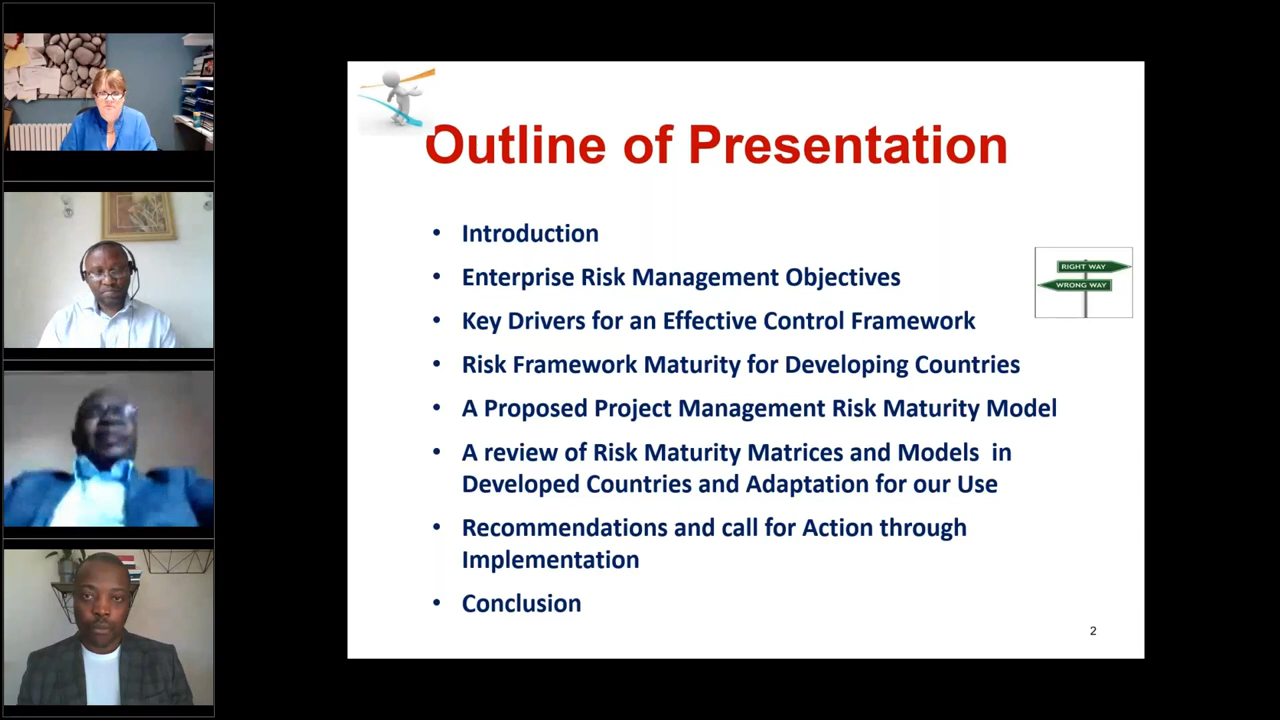 Outline of Presentation
• Introduction
• Enterprise Risk Management Objectives
• Key Drivers for an Effective Control Framework
• Risk Framework Maturity for Developing Countries
• A Proposed Project Management Risk Maturity Model
• A review of Risk Maturity Matrices and Models in
Developed Countries and Adaptation for our Use
• Recommendations and call for Action through
Implementation
• Conclusion
RIGHT WAY
WRONG WAY
2